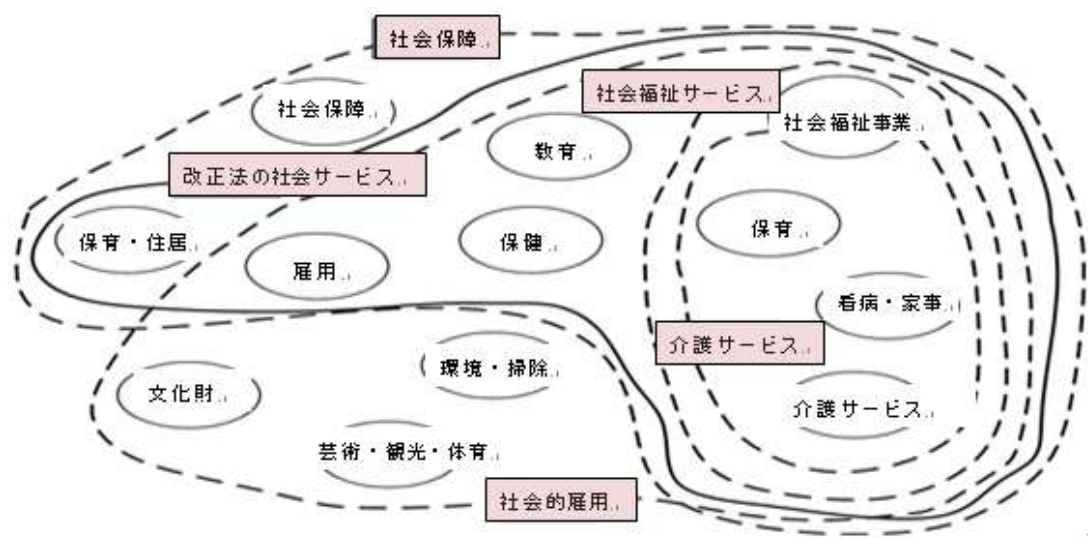 社会保障
社会保障
社会福祉サービス
社会福祉事業
教育
改正法の社会サービス
保育・住居
雇用
保健
保育
看病・家事
介護サービス
環境・掃除
文化財
介護サービス
芸術・観光・体育
社会的雇用